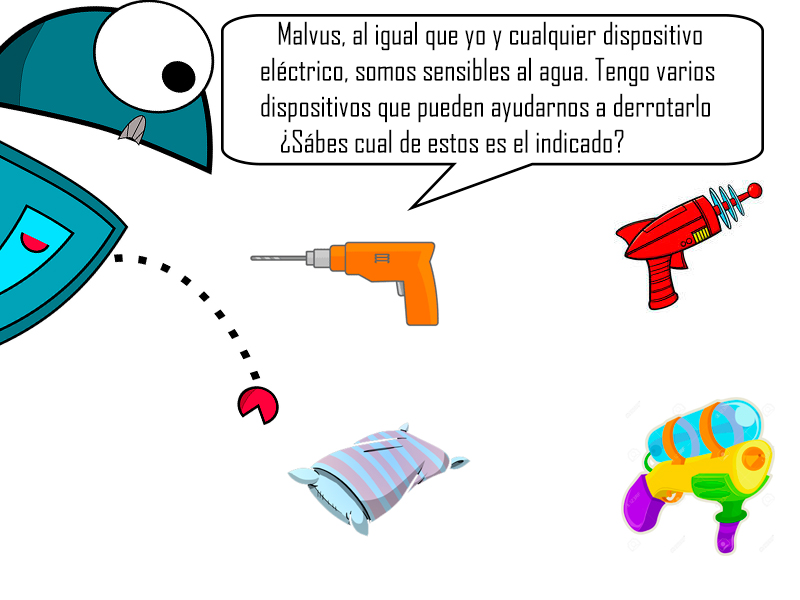 Malvus, al igual que yo y cualquier dispositivo
eléctrico, somos sensibles al agua. Tengo varios
dispositivos que pueden ayudarnos a derrotarlo
¿Sábes cual de estos es el indicado?